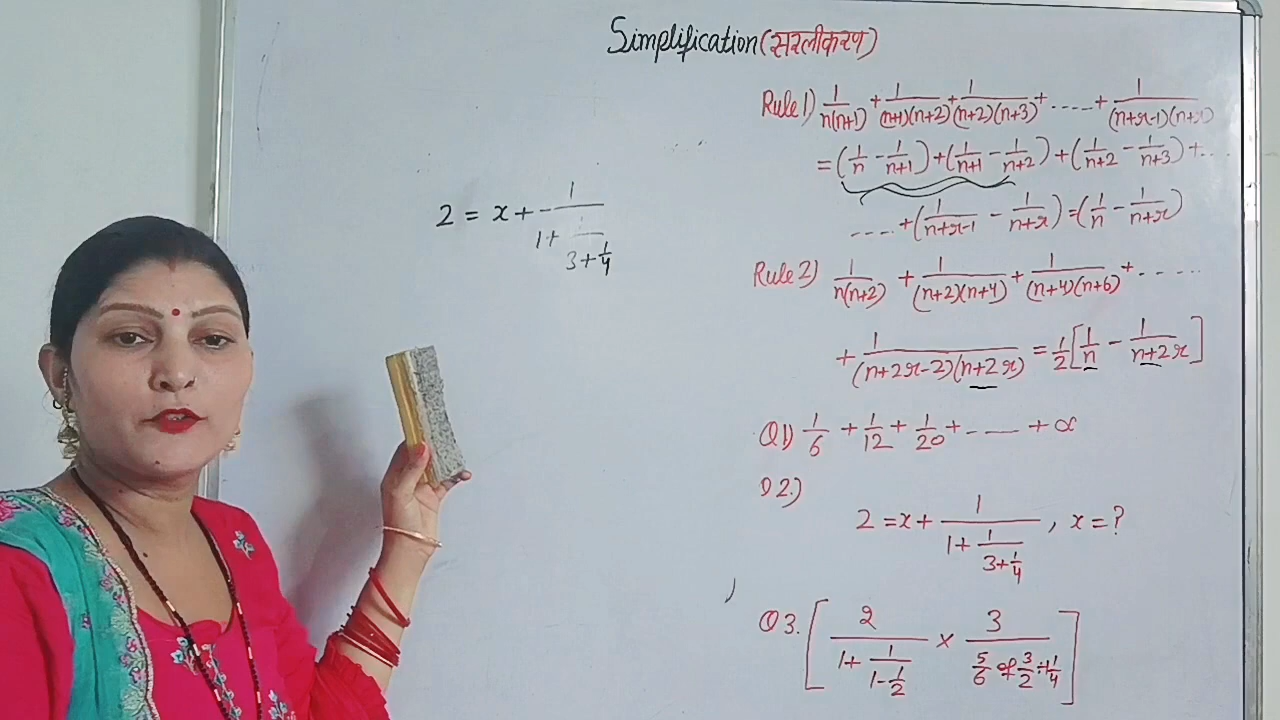 Simplification(सरलीकरण)
Rule 1) 1/n(n+1) + 1/(n+1)(n+2) + 1/(n+2)(n+3) + ..... + 1/(n+r-1)(n+r)
= (1/n - 1/n+1) + (1/n+1 - 1/n+2) + (1/n+2 - 1/n+3) + ...
.... + (1/n+r-1 - 1/n+r) = (1/n - 1/n+r)
Rule 2) 1/n(n+2) + 1/(n+2)(n+4) + 1/(n+4)(n+6) + .....
+ 1/(n+2r-2)(n+2r) = 1/2 [1/n - 1/n+2r]
Q1) 1/6 + 1/12 + 1/20 + - — + ∝
Q2.)
2 = x + 1/(1 + 1/(3 + 1/4)), x = ?
Q3. [2/(1 + 1/(1 - 1/2)) × 3/(5/6 of 3/2 ÷ 1/4)]
2 = x + 1/(1 + 1/(3 + 1/4))